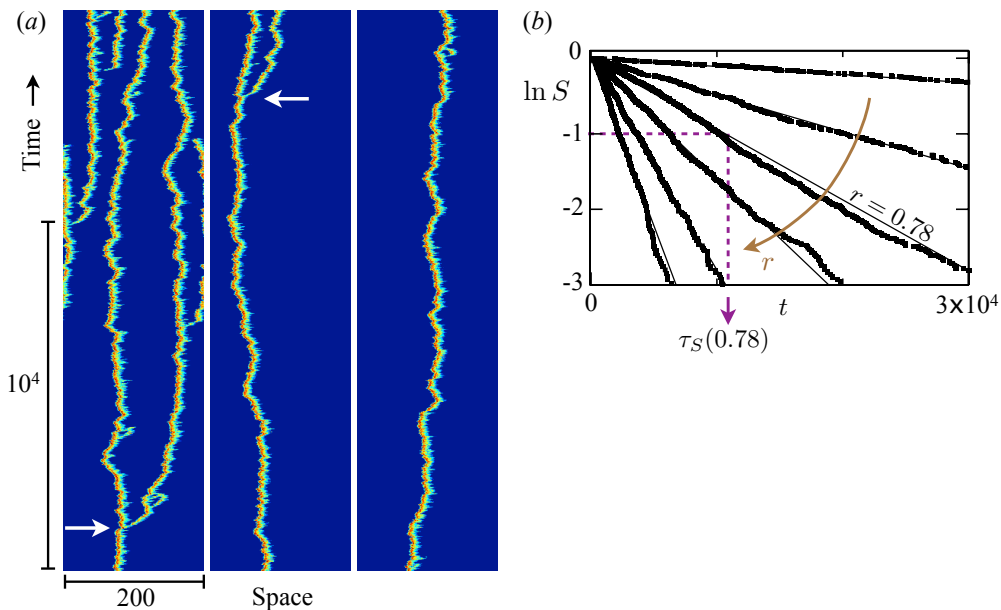 (a)
Time →
10⁴
200
Space
(b)
0
ln S
-1
-2
-3
r = 0.78
r
0
t
3×10⁴
τ_S(0.78)